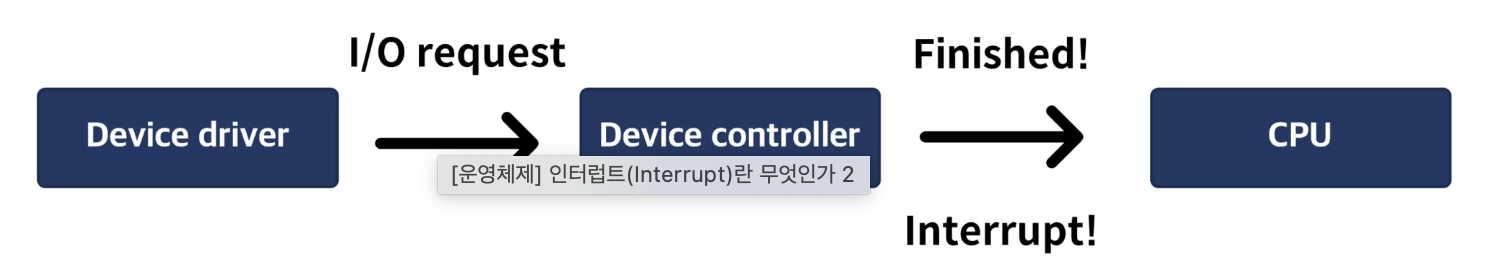 I/O request
Finished!
Device driver
Device controller
CPU
[운영체제] 인터럽트(Interrupt)란 무엇인가 2
Interrupt!